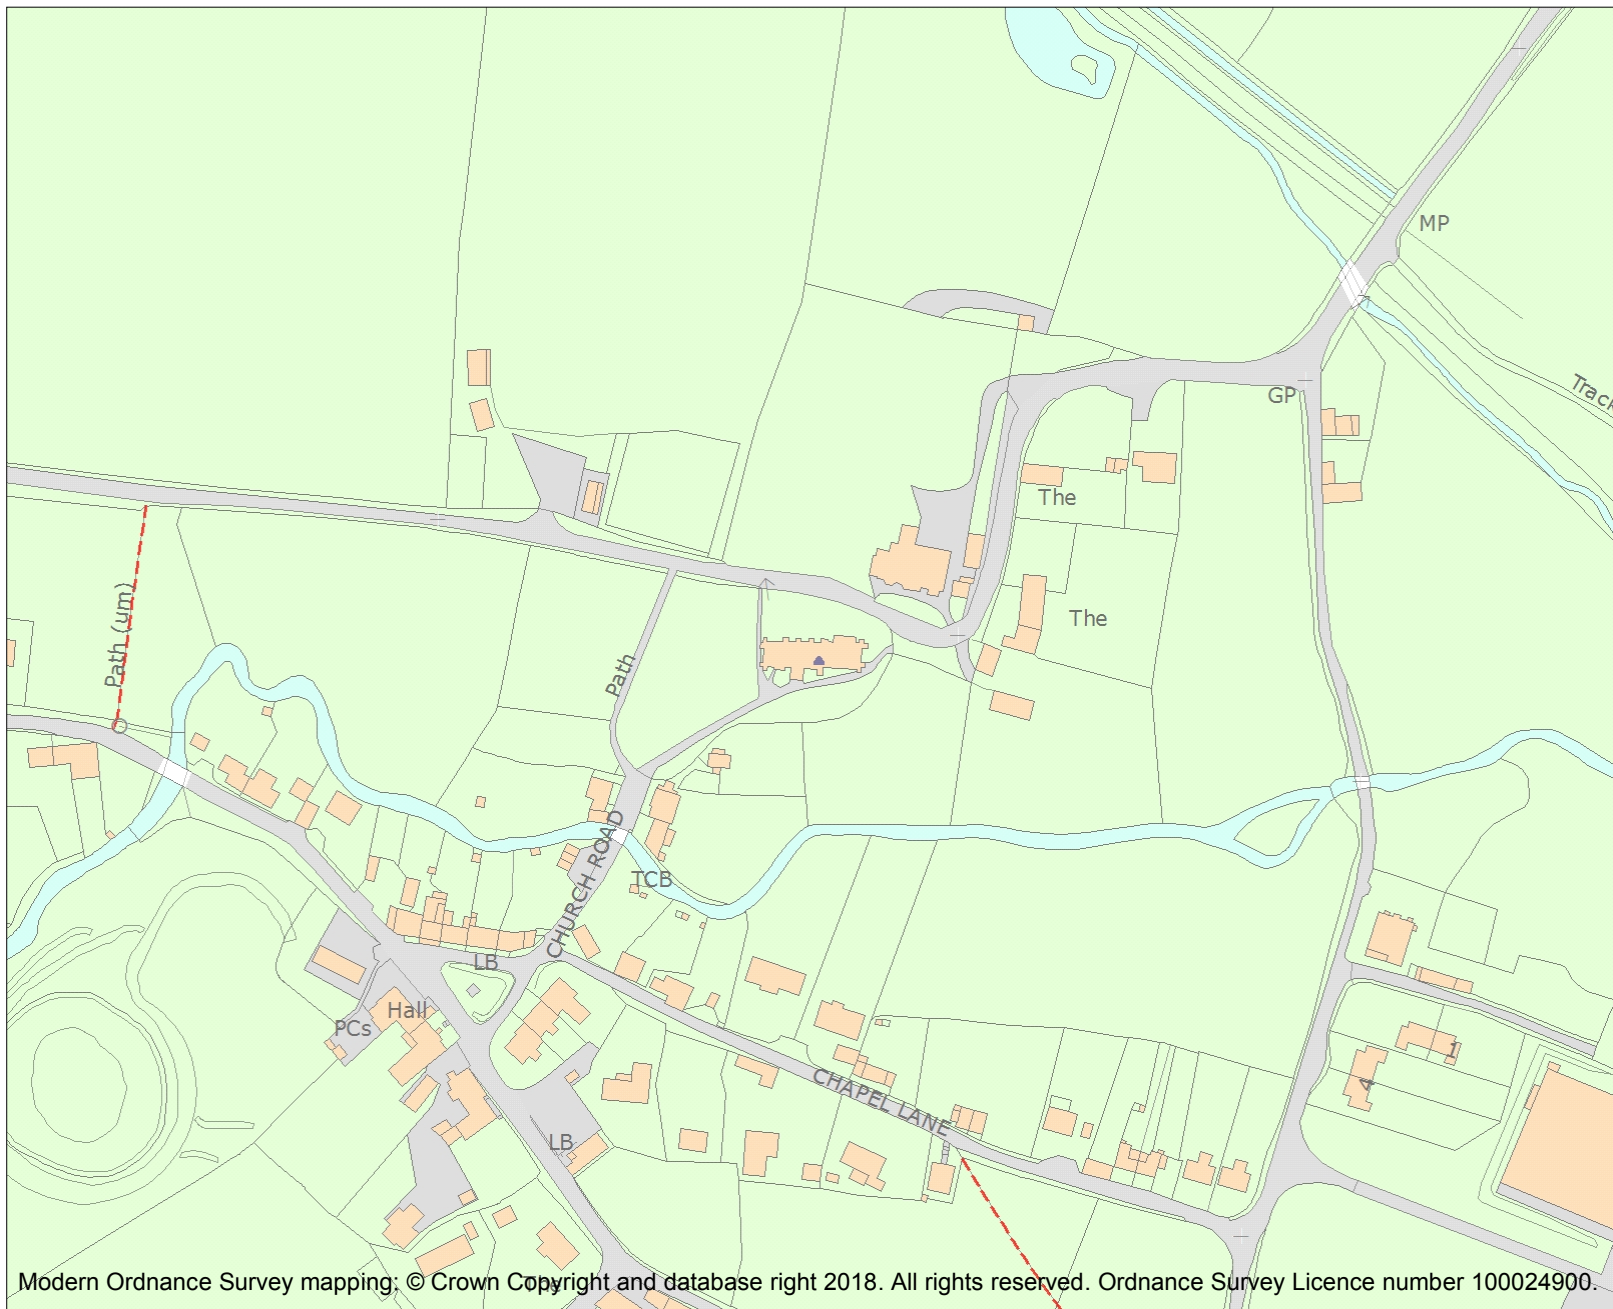 MP
Track
GP
The
Path (um)
The
Path
CHURCH ROAD
TCB
LB
Hall
PCs
1
4
CHAPEL LANE
LB
The
Modern Ordnance Survey mapping: © Crown Copyright and database right 2018. All rights reserved. Ordnance Survey Licence number 100024900.